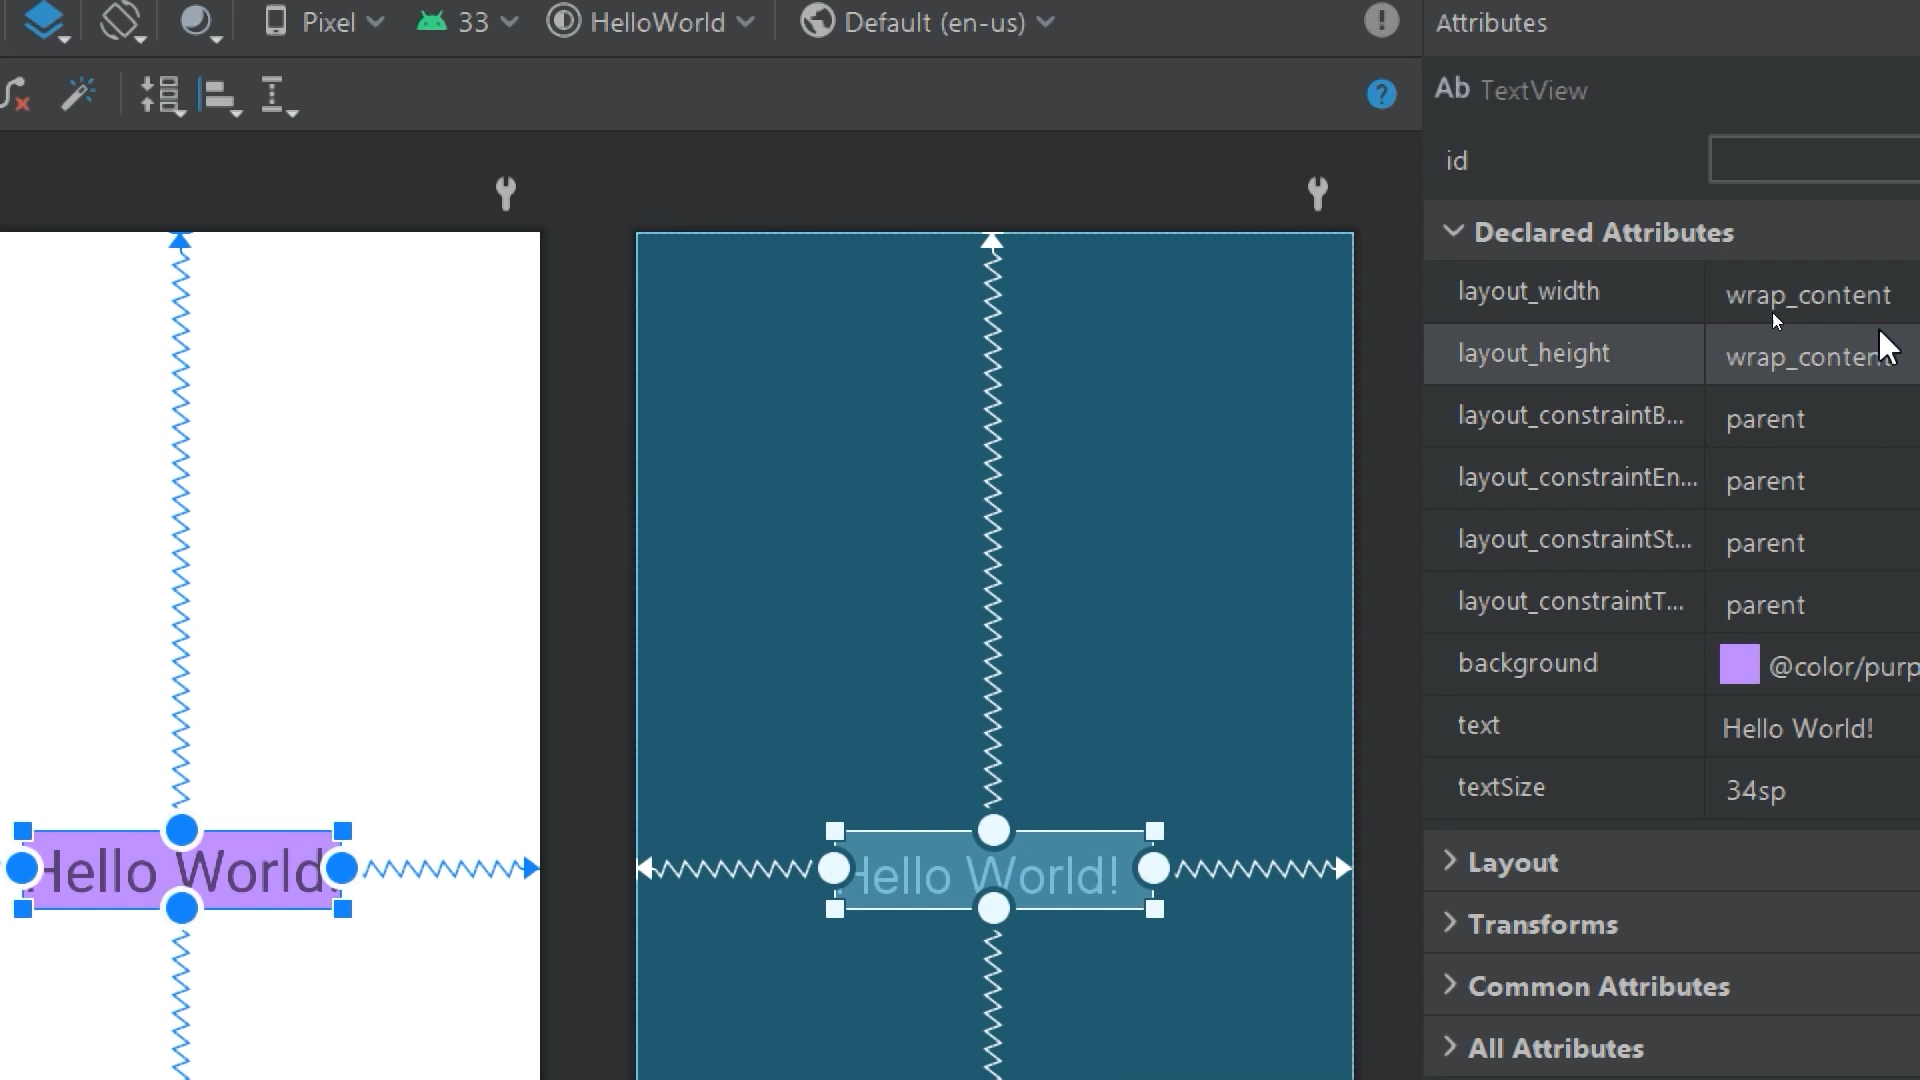 Pixel
33
HelloWorld
Default (en-us)
Attributes
Ab TextView
id
Declared Attributes
layout_width wrap_content
layout_height wrap_content
layout_constraintB... parent
layout_constraintEn... parent
layout_constraintSt... parent
layout_constraintT... parent
background @color/purp
text Hello World!
textSize 34sp
Layout
Transforms
Common Attributes
All Attributes
Hello World!
Hello World!